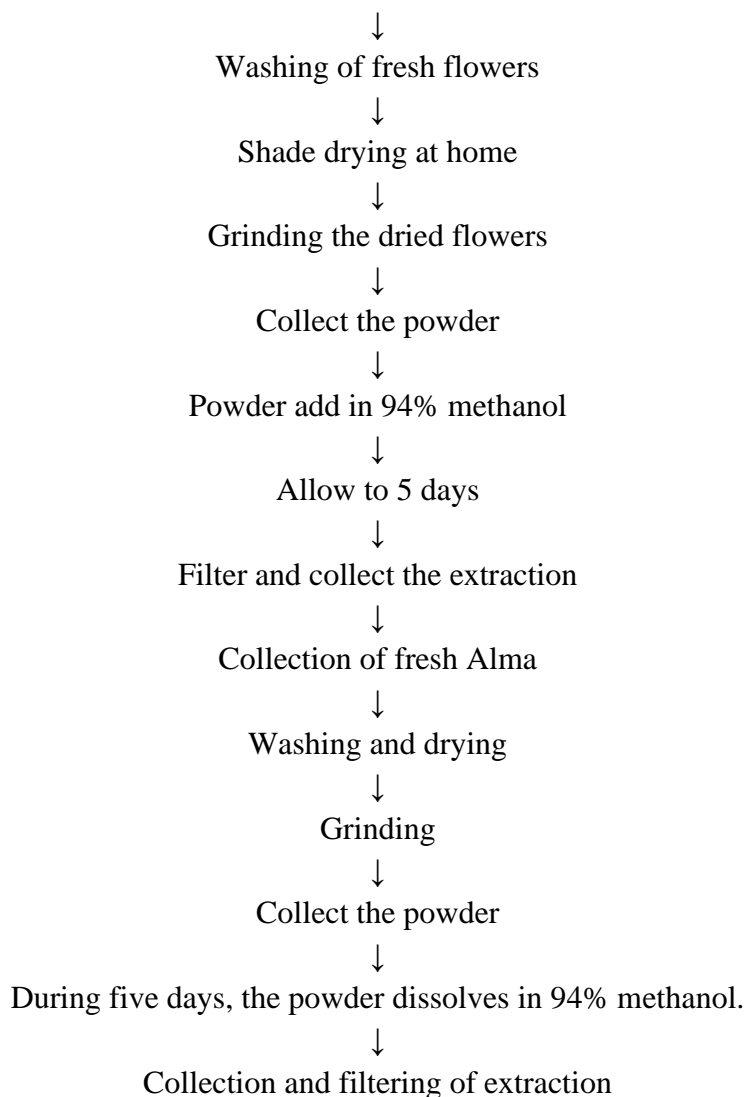 ↓
Washing of fresh flowers
↓
Shade drying at home
↓
Grinding the dried flowers
↓
Collect the powder
↓
Powder add in 94% methanol
↓
Allow to 5 days
↓
Filter and collect the extraction
↓
Collection of fresh Alma
↓
Washing and drying
↓
Grinding
↓
Collect the powder
↓
During five days, the powder dissolves in 94% methanol.
↓
Collection and filtering of extraction